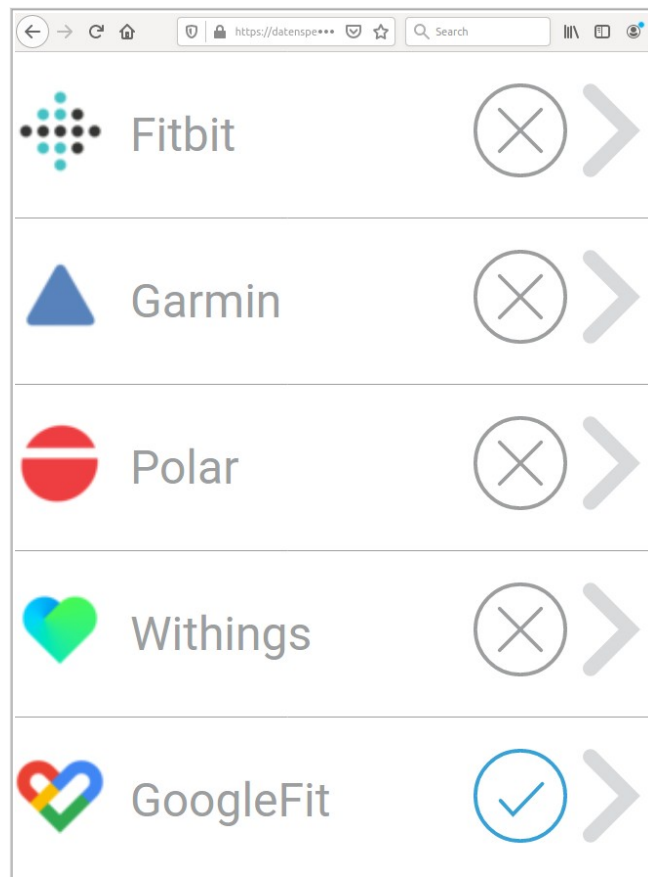 https://datenspe•••
Search
Fitbit
Garmin
Polar
Withings
GoogleFit